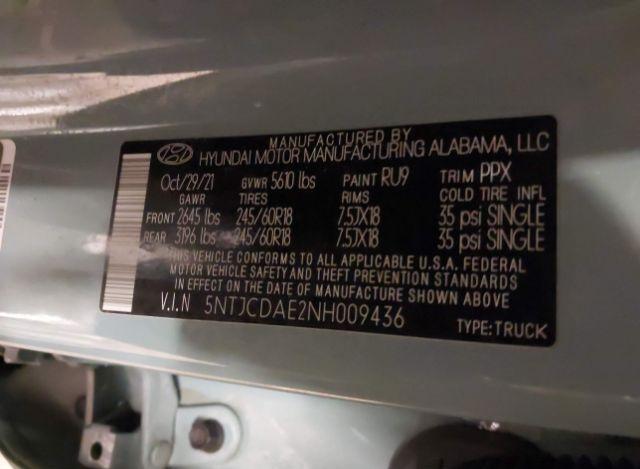 MANUFACTURED BY
HYUNDAI MOTOR MANUFACTURING ALABAMA, LLC
Oct/29/21 GVWR 5610 lbs PAINT RU9 TRIM PPX
GAWR TIRES RIMS COLD TIRE INFL
FRONT 2645 lbs 245/60R18 7.5JX18 35 psi SINGLE
REAR 3196 lbs 245/60R18 7.5JX18 35 psi SINGLE
THIS VEHICLE CONFORMS TO ALL APPLICABLE U.S.A. FEDERAL
MOTOR VEHICLE SAFETY AND THEFT PREVENTION STANDARDS
IN EFFECT ON THE DATE OF MANUFACTURE SHOWN ABOVE
V.I.N 5NTJCDAE2NH009436
TYPE:TRUCK